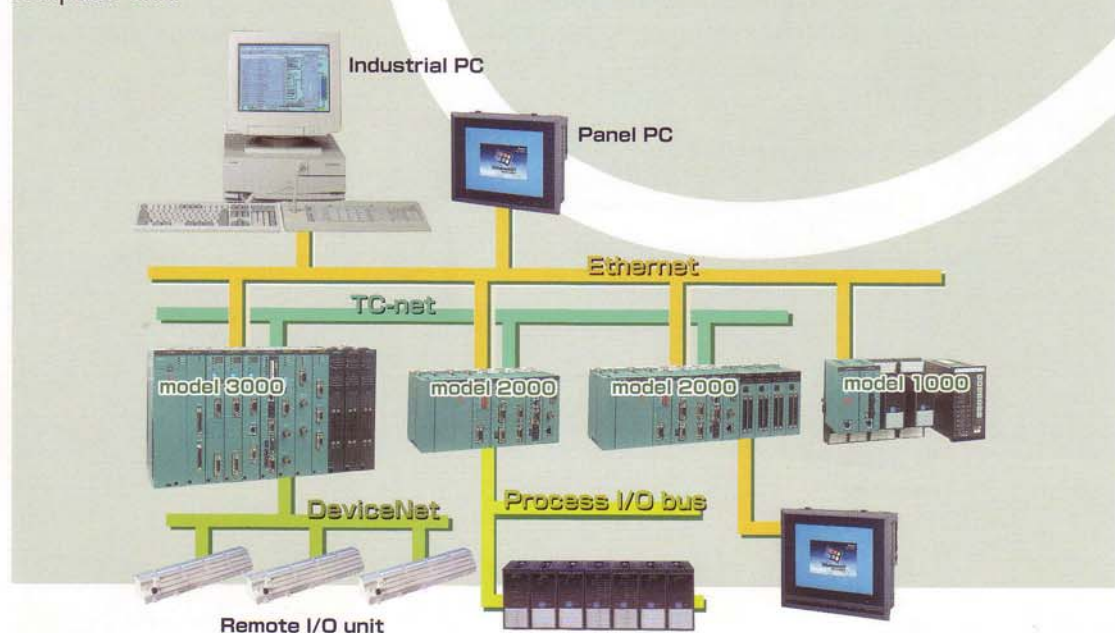 Industrial PC
Panel PC
Ethernet
TC-net
model 3000
model 2000
model 2000
model 1000
DeviceNet
Process I/O bus
Remote I/O unit